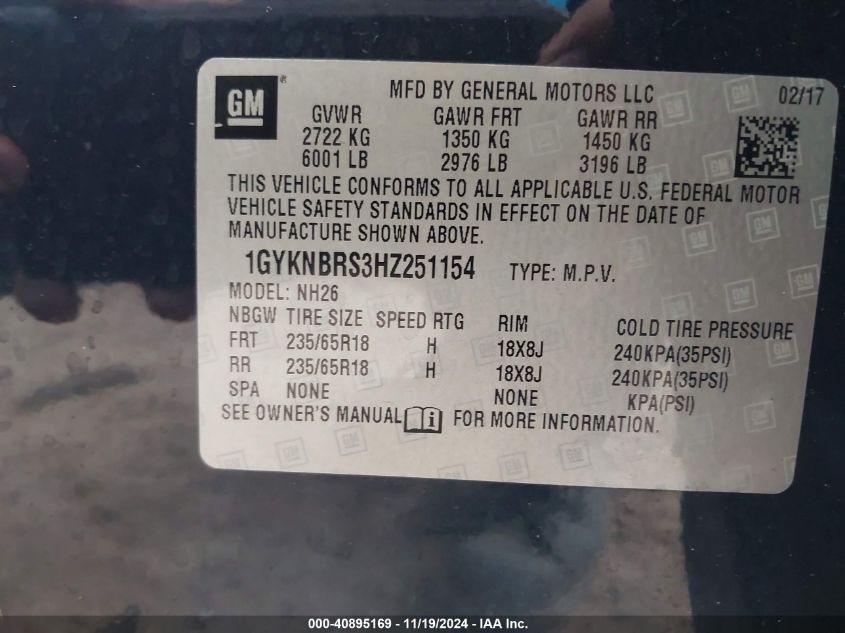 GM ® MFD BY GENERAL MOTORS LLC 02/17
GVWR GAWR FRT GAWR RR
2722 KG 1350 KG 1450 KG
6001 LB 2976 LB 3196 LB
THIS VEHICLE CONFORMS TO ALL APPLICABLE U.S. FEDERAL MOTOR
VEHICLE SAFETY STANDARDS IN EFFECT ON THE DATE OF
MANUFACTURE SHOWN ABOVE.
1GYKNBRS3HZ251154 TYPE: M.P.V.
MODEL: NH26
NBGW TIRE SIZE SPEED RTG RIM COLD TIRE PRESSURE
FRT 235/65R18 H 18X8J 240KPA(35PSI)
RR 235/65R18 H 18X8J 240KPA(35PSI)
SPA NONE NONE KPA(PSI)
SEE OWNER'S MANUAL FOR MORE INFORMATION.
000-40895169 - 11/19/2024 - www.iaai.com.